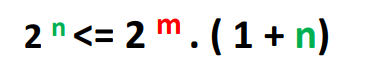 2 ⁿ <= 2 ᵐ . ( 1 + n)